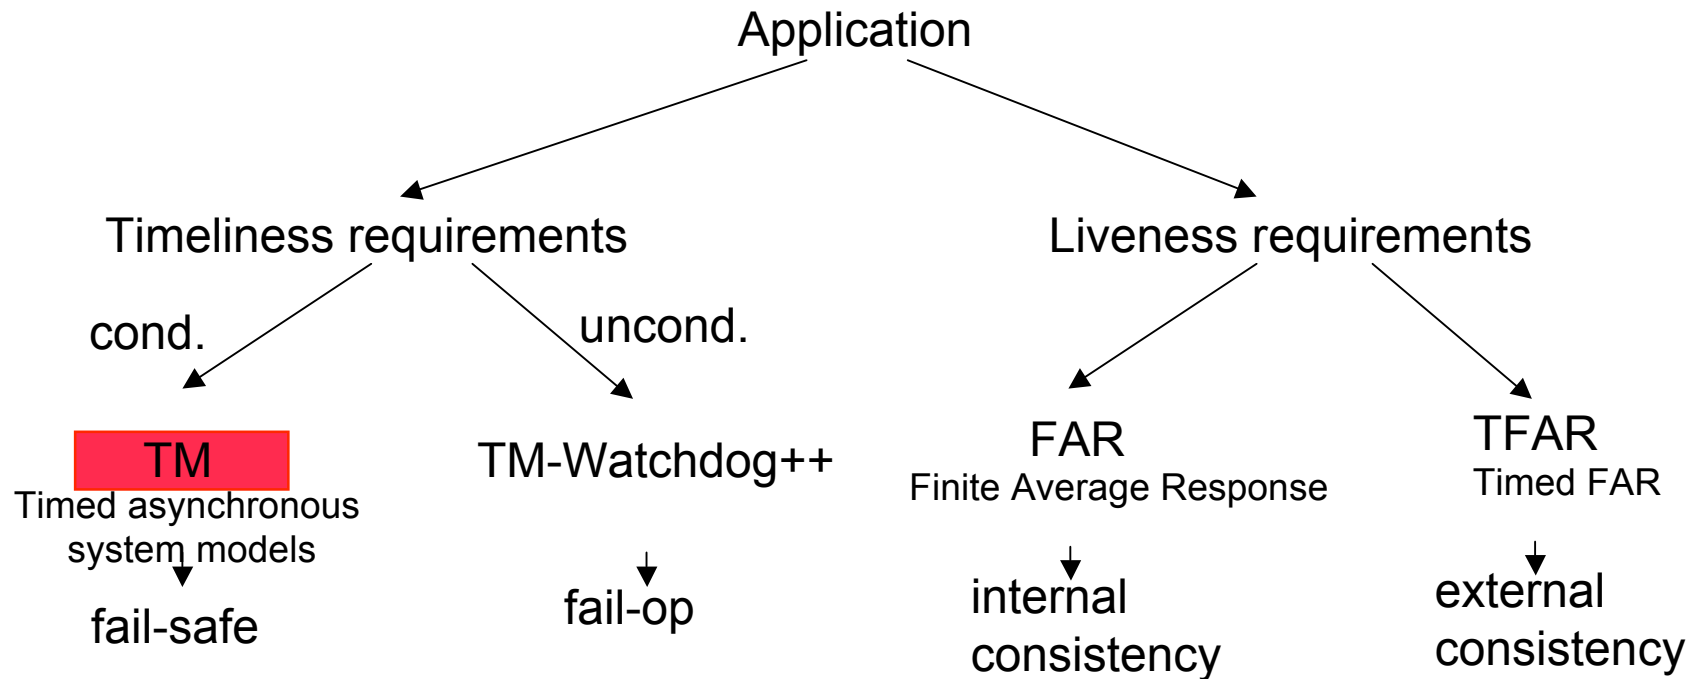 Application
Timeliness requirements
Liveness requirements
cond.
uncond.
TM
Timed asynchronous
system models
TM-Watchdog++
FAR
Finite Average Response
TFAR
Timed FAR
fail-safe
fail-op
internal
consistency
external
consistency